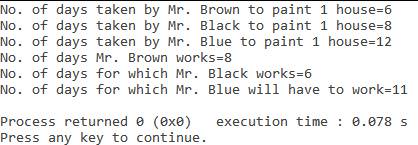 No. of days taken by Mr. Brown to paint 1 house=6
No. of days taken by Mr. Black to paint 1 house=8
No. of days taken by Mr. Blue to paint 1 house=12
No. of days Mr. Brown works=8
No. of days for which Mr. Black works=6
No. of days for which Mr. Blue will have to work=11
Process returned 0 (0x0)   execution time : 0.078 s
Press any key to continue.